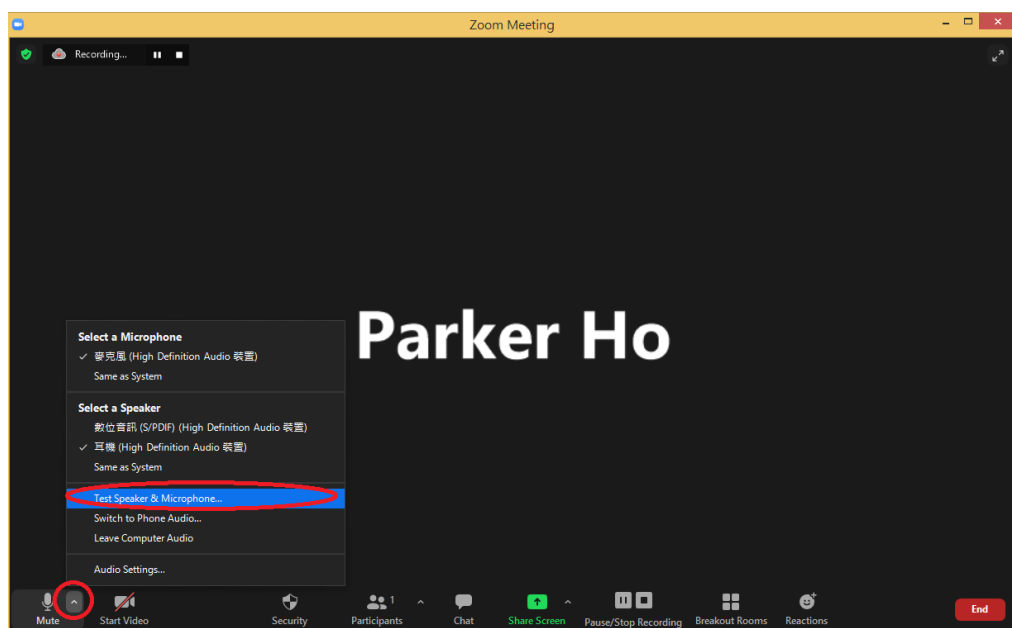 Zoom Meeting
Recording...
Parker Ho
Select a Microphone
麥克風 (High Definition Audio 裝置)
Same as System
Select a Speaker
數位音訊 (S/PDIF) (High Definition Audio 裝置)
耳機 (High Definition Audio 裝置)
Same as System
Test Speaker & Microphone...
Switch to Phone Audio...
Leave Computer Audio
Audio Settings...
Mute
Start Video
Security
Participants 1
Chat
Share Screen
Pause/Stop Recording
Breakout Rooms
Reactions
End